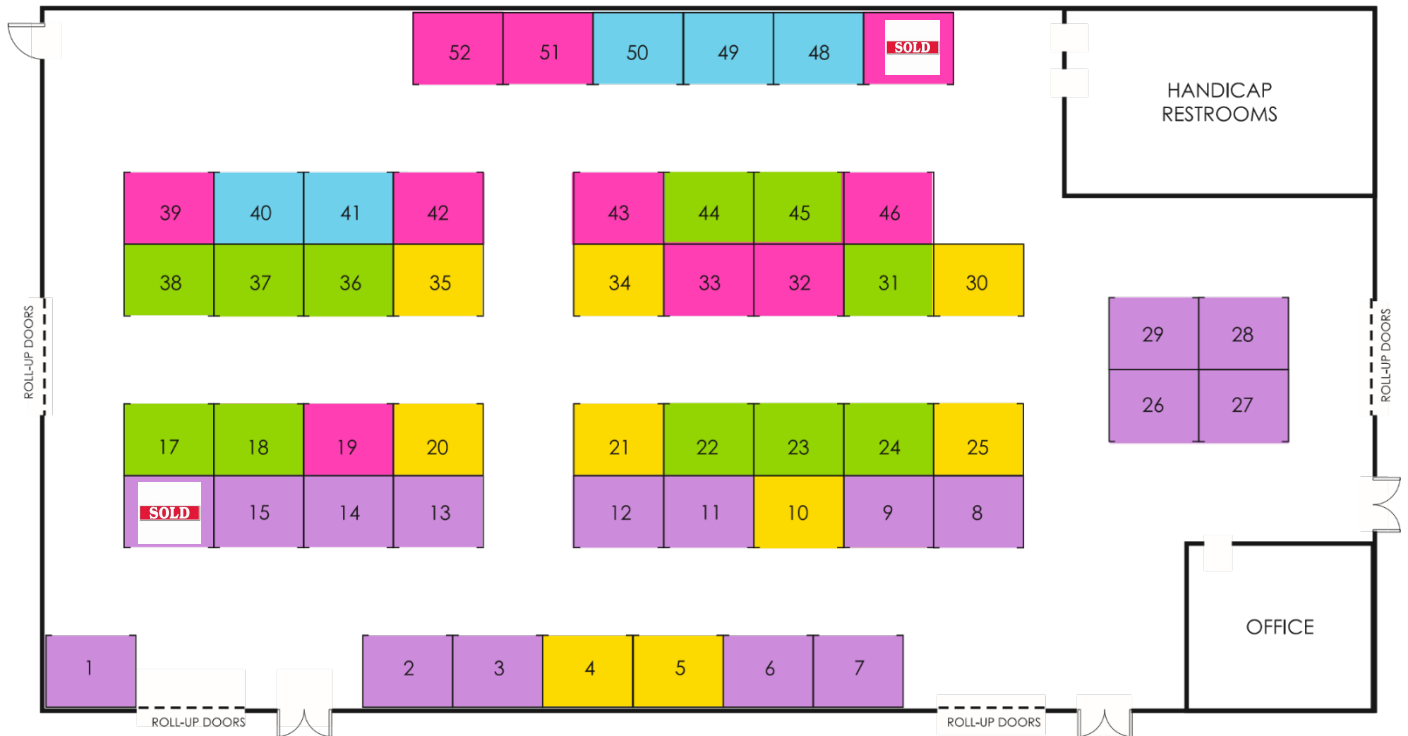 52 51 50 49 48 SOLD
HANDICAP
RESTROOMS
39 40 41 42 43 44 45 46
38 37 36 35 34 33 32 31 30
ROLL-UP DOORS
29 28
ROLL-UP DOORS
26 27
17 18 19 20 21 22 23 24 25
SOLD 15 14 13 12 11 10 9 8
OFFICE
1 2 3 4 5 6 7
ROLL-UP DOORS
ROLL-UP DOORS